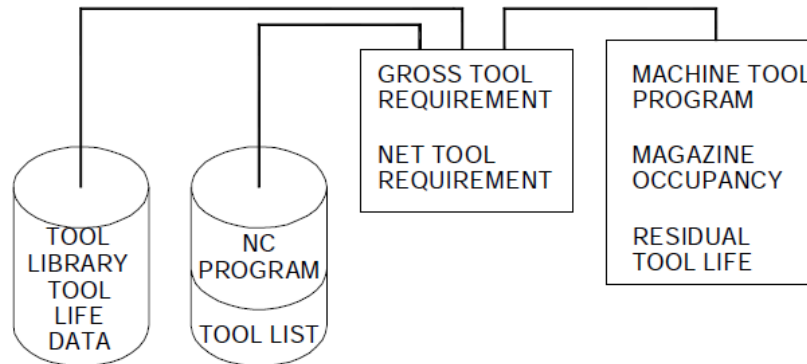 GROSS TOOL
REQUIREMENT
NET TOOL
REQUIREMENT
MACHINE TOOL
PROGRAM
MAGAZINE
OCCUPANCY
RESIDUAL
TOOL LIFE
TOOL
LIBRARY
TOOL
LIFE
DATA
NC
PROGRAM
TOOL LIST